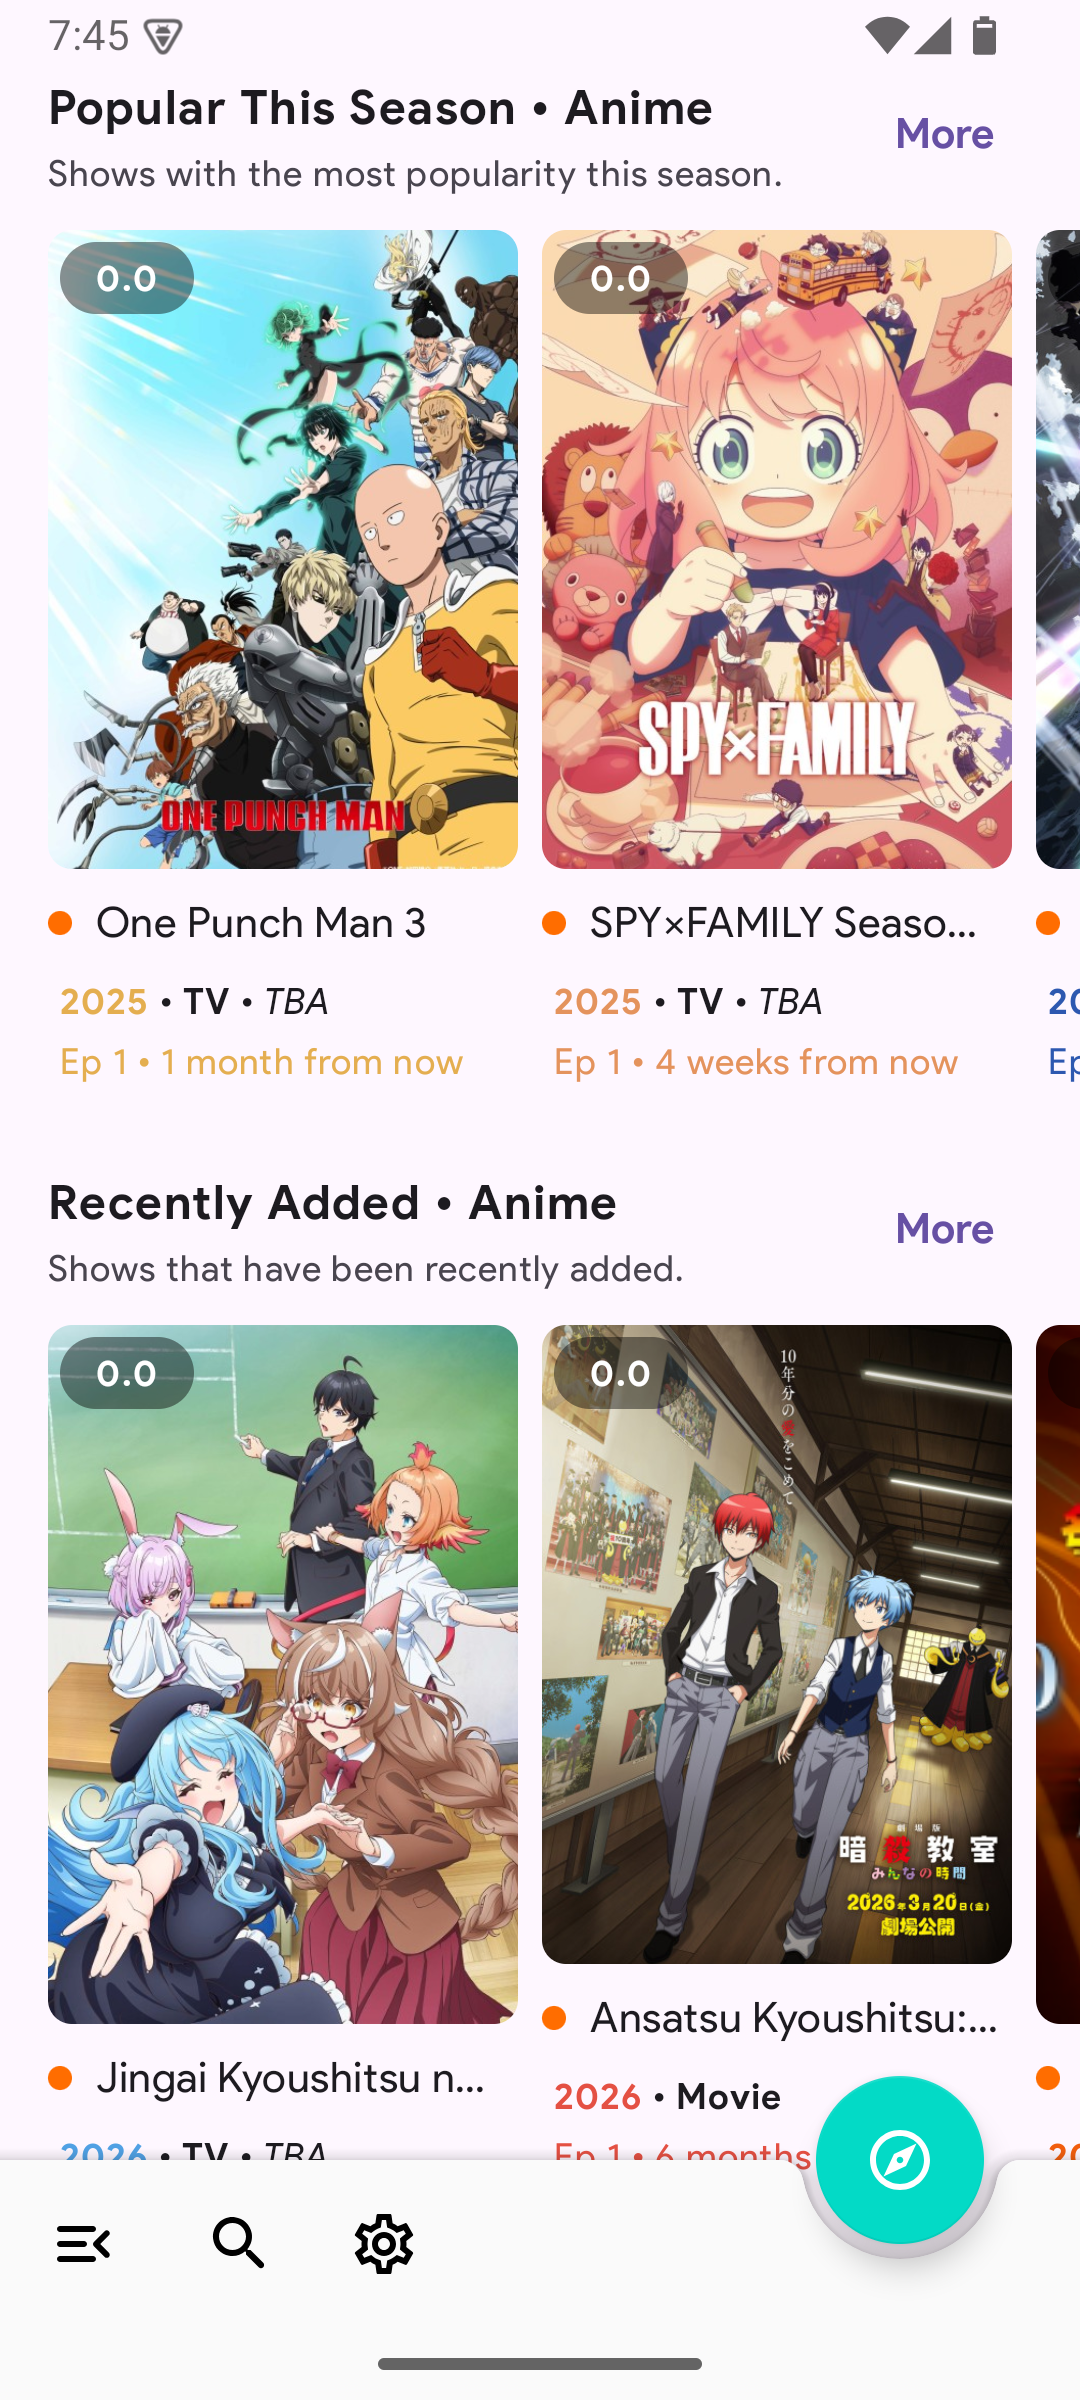 7:45
Popular This Season • Anime
More
Shows with the most popularity this season.
0.0
0.0
ONE PUNCH MAN
SPY×FAMILY
One Punch Man 3
SPY×FAMILY Seaso...
2025 • TV • TBA
2025 • TV • TBA
20
Ep 1 • 1 month from now
Ep 1 • 4 weeks from now
Ep
Recently Added • Anime
More
Shows that have been recently added.
0.0
0.0
10年分の愛をこめて
劇場版
暗殺教室
みんなの時間
2026年3月20日(金)
劇場公開
Jingai Kyoushitsu n...
Ansatsu Kyoushitsu:...
2026 • TV • TBA
2026 • Movie
20
Ep 1 • 6 months